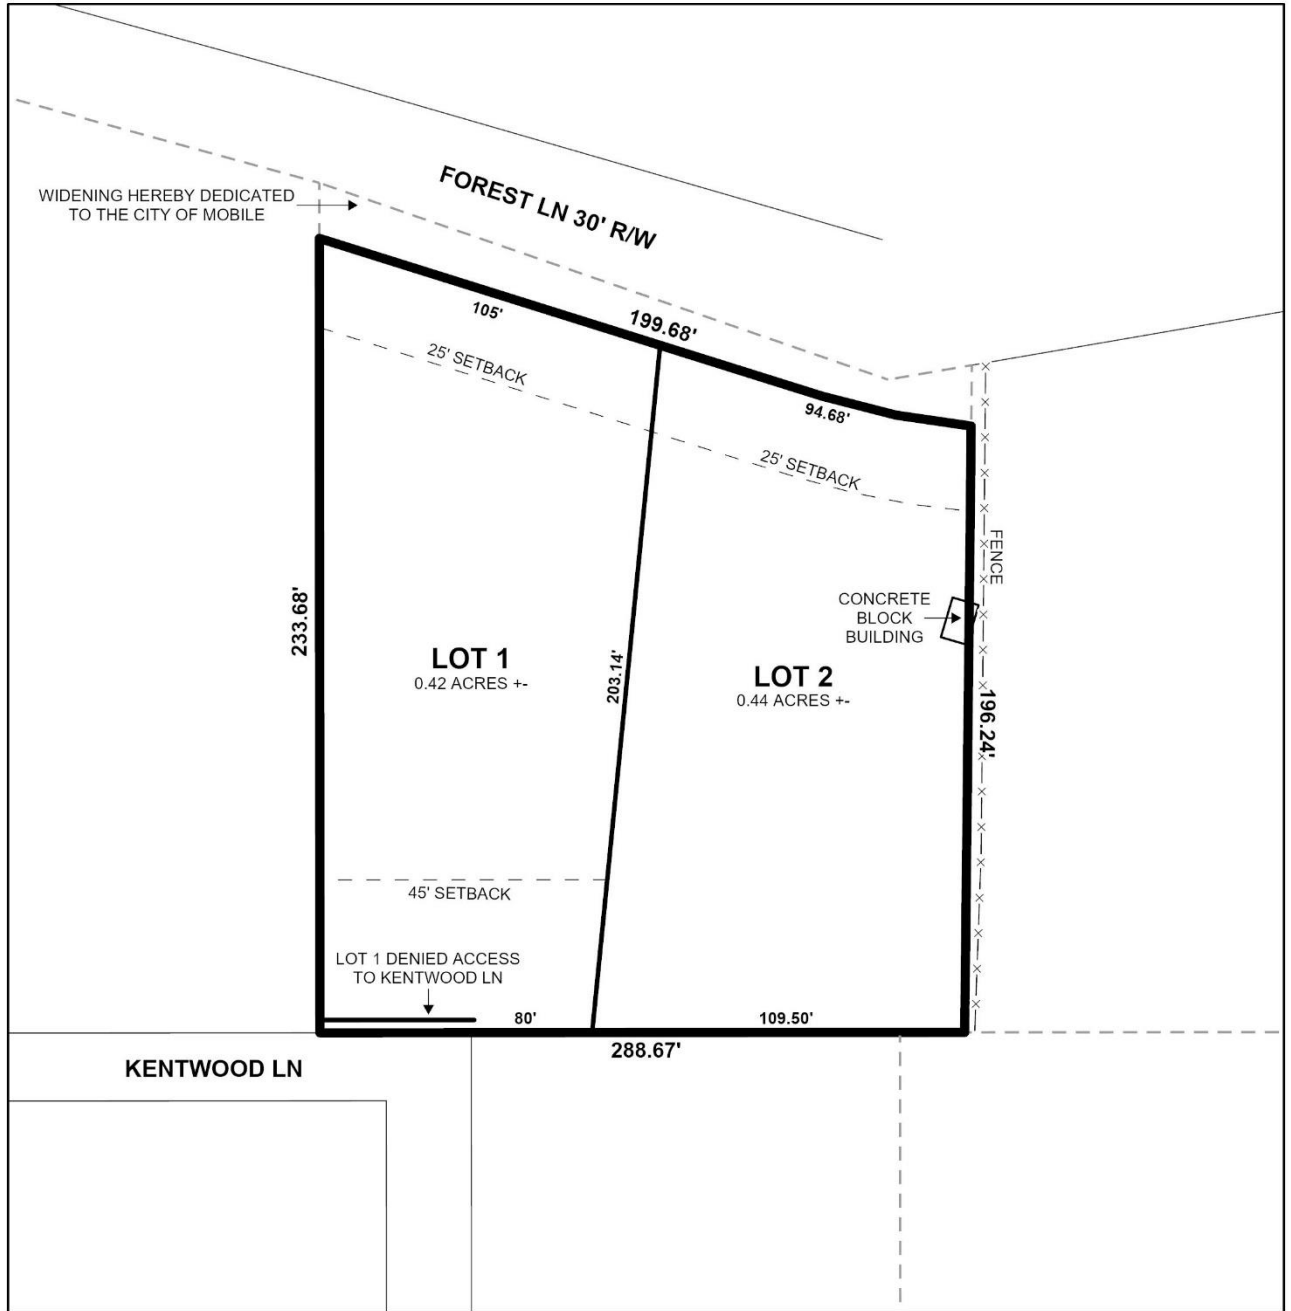 WIDENING HEREBY DEDICATED
TO THE CITY OF MOBILE
FOREST LN 30' R/W
105'
199.68'
25' SETBACK
94.68'
25' SETBACK
FENCE
CONCRETE
BLOCK
BUILDING
233.68'
LOT 1
0.42 ACRES +-
203.14'
LOT 2
0.44 ACRES +-
196.24'
45' SETBACK
LOT 1 DENIED ACCESS
TO KENTWOOD LN
80'
109.50'
288.67'
KENTWOOD LN